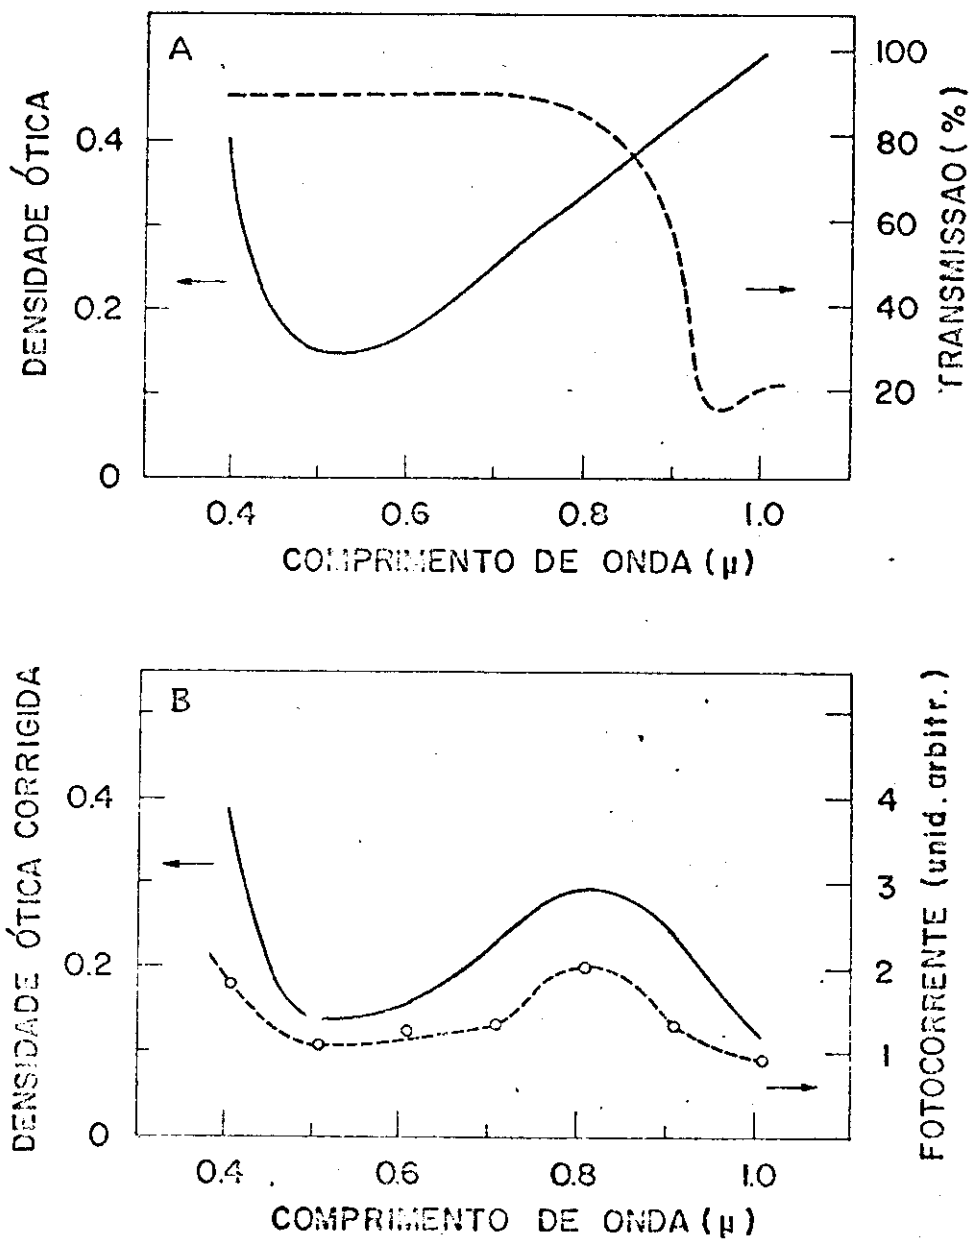 A
DENSIDADE ÓTICA
0.4
0.2
0
100
80
60
40
20
TRANSMISSAO (%)
0.4 0.6 0.8 1.0
COMPRIMENTO DE ONDA (μ)
B
DENSIDADE ÓTICA CORRIGIDA
0.4
0.2
0
4
3
2
1
FOTOCORRENTE (unid. arbitr.)
0.4 0.6 0.8 1.0
COMPRIMENTO DE ONDA (μ)